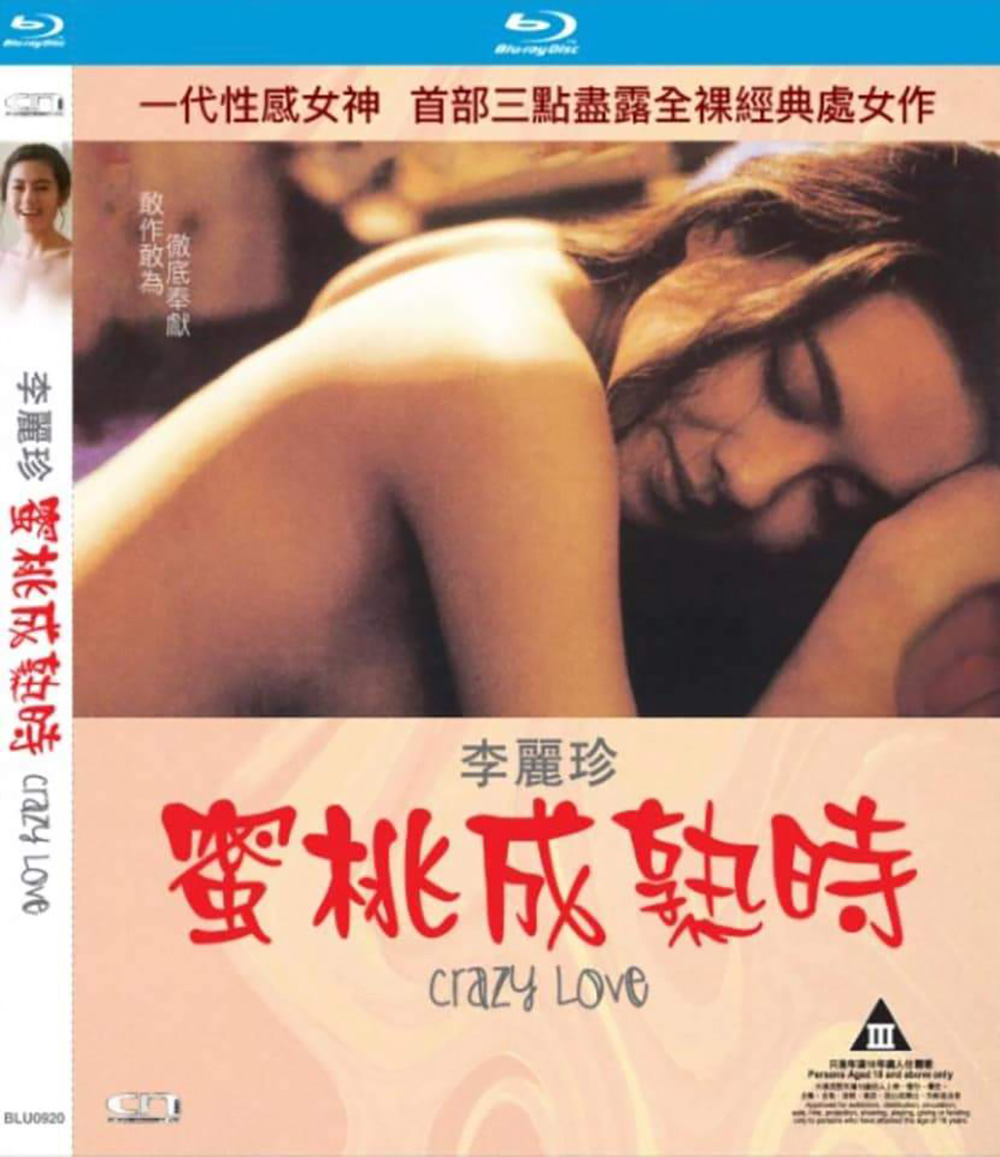 Blu-ray Disc
Blu-ray Disc
一代性感女神 首部三點盡露全裸經典處女作
敢作敢為
徹底奉獻
李麗珍
蜜桃成熟時
crazy Love
李麗珍
蜜桃成熟時
crazy Love
III
Persons Aged 18 and above only
BLU0920